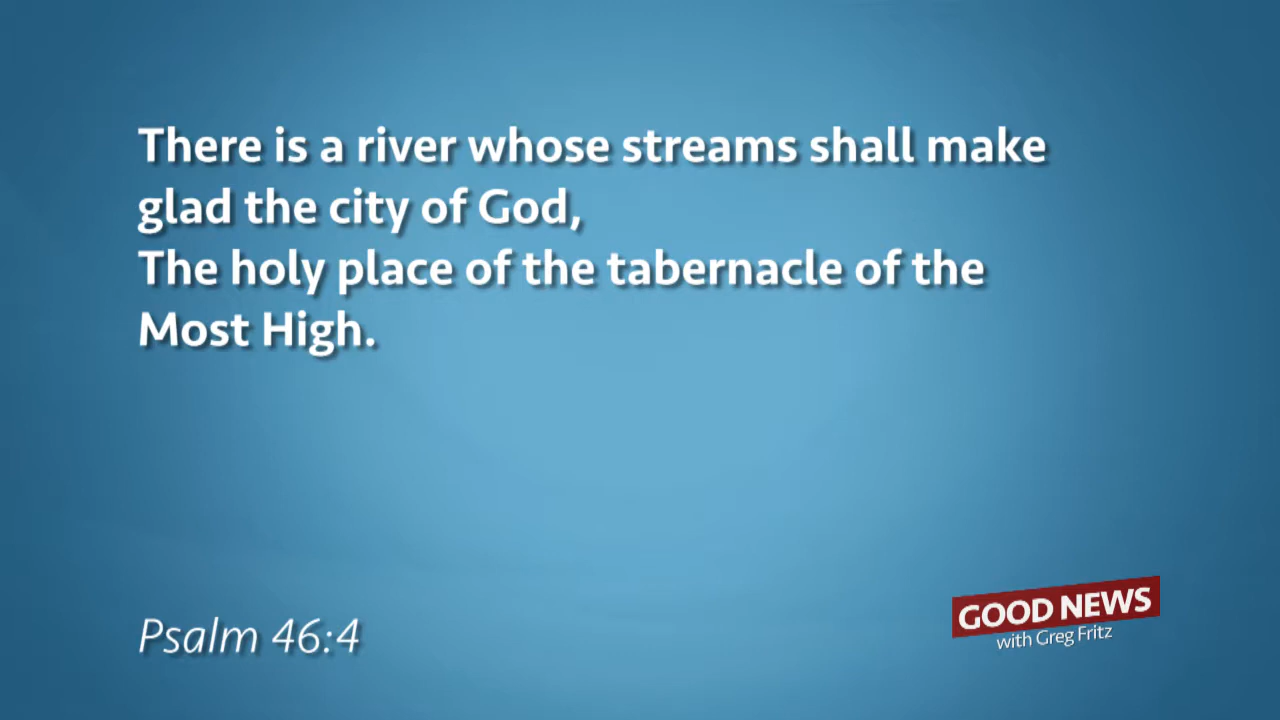 There is a river whose streams shall make
glad the city of God,
The holy place of the tabernacle of the
Most High.
Psalm 46:4
GOOD NEWS
with Greg Fritz